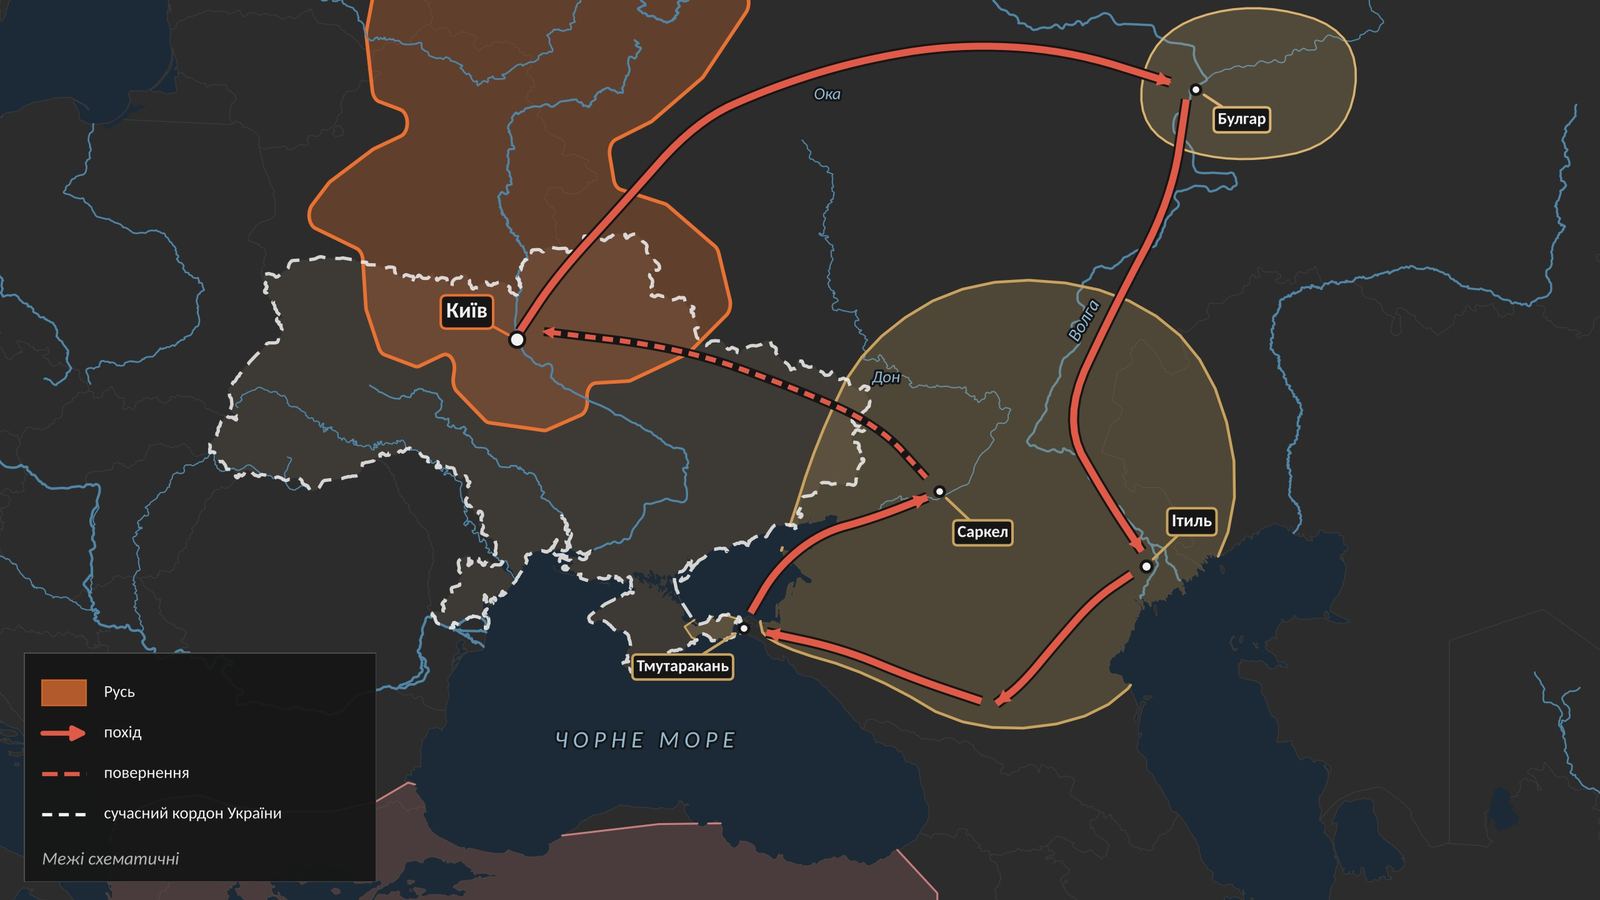 Ока
Булгар
Київ
Волга
Дон
Саркел
Ітиль
Тмутаракань
ЧОРНЕ МОРЕ
Русь
похід
повернення
сучасний кордон України
Межі схематичні